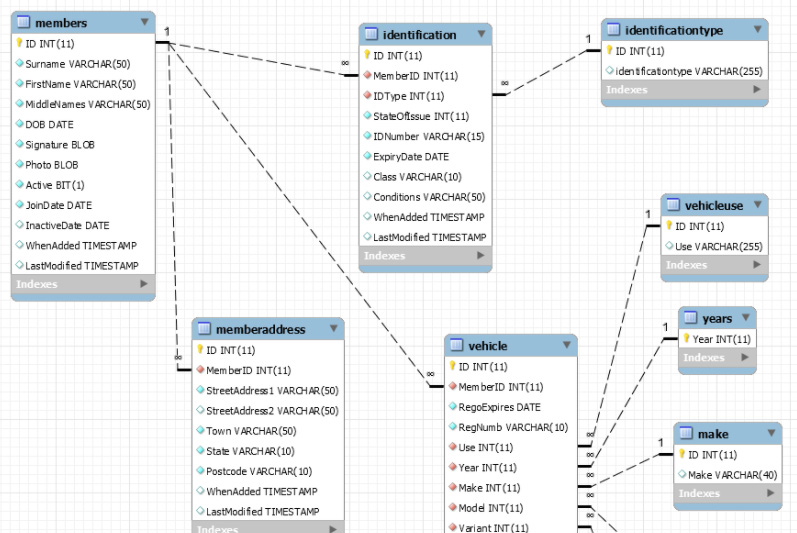 members
ID INT(11)
Surname VARCHAR(50)
FirstName VARCHAR(50)
MiddleNames VARCHAR(50)
DOB DATE
Signature BLOB
Photo BLOB
Active BIT(1)
JoinDate DATE
InactiveDate DATE
WhenAdded TIMESTAMP
LastModified TIMESTAMP
Indexes
1
∞
identification
ID INT(11)
MemberID INT(11)
IDType INT(11)
StateOfIssue INT(11)
IDNumber VARCHAR(15)
ExpiryDate DATE
Class VARCHAR(10)
Conditions VARCHAR(50)
WhenAdded TIMESTAMP
LastModified TIMESTAMP
Indexes
∞
1
identificationtype
ID INT(11)
identificationtype VARCHAR(255)
Indexes
1
vehicleuse
ID INT(11)
Use VARCHAR(255)
Indexes
1
years
Year INT(11)
Indexes
∞
memberaddress
ID INT(11)
MemberID INT(11)
StreetAddress1 VARCHAR(50)
StreetAddress2 VARCHAR(50)
Town VARCHAR(50)
State VARCHAR(10)
Postcode VARCHAR(10)
WhenAdded TIMESTAMP
LastModified TIMESTAMP
Indexes
∞
vehicle
ID INT(11)
MemberID INT(11)
RegoExpires DATE
RegNumb VARCHAR(10)
Use INT(11)
Year INT(11)
Make INT(11)
Model INT(11)
Variant INT(11)
∞
∞
∞
∞
∞
1
make
ID INT(11)
Make VARCHAR(40)
Indexes